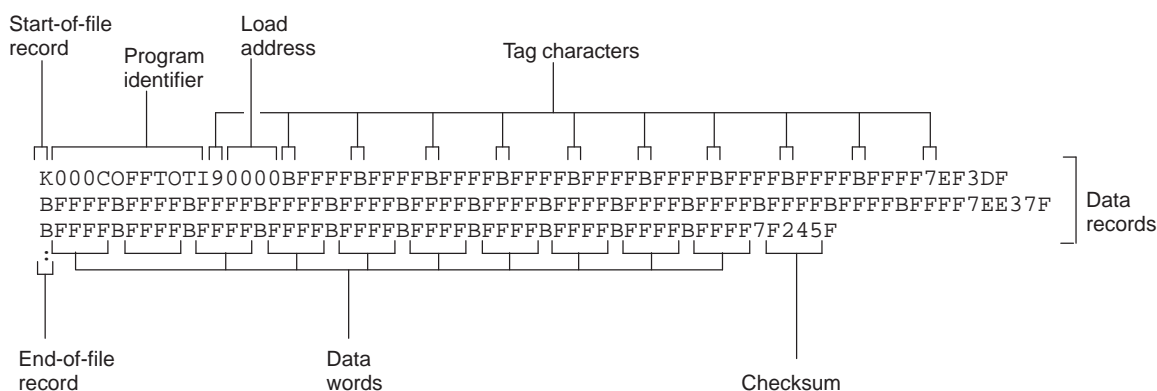 Start-of-file
record
Program
identifier
Load
address
Tag characters
K000COFFTOTI90000BFFFFBFFFFBFFFFBFFFFBFFFFBFFFFBFFFFBFFFFBFFFF7EF3DF
BFFFFBFFFFBFFFFBFFFFBFFFFBFFFFBFFFFBFFFFBFFFFBFFFFBFFFFBFFFFBFFFF7EE37F
BFFFFBFFFFBFFFFBFFFFBFFFFBFFFFBFFFFBFFFFBFFFFBFFFF7F245F
:
Data
records
End-of-file
record
Data
words
Checksum